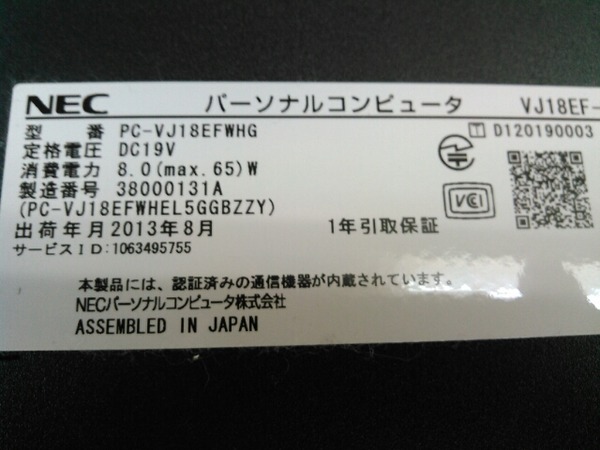 NEC パーソナルコンピュータ VJ18EF-
型 番 PC-VJ18EFWHG
T D120190003
定格電圧 DC19V
消費電力 8.0(max.65)W
製造番号 38000131A
(PC-VJ18EFWHEL5GGBZZY)
VCCI
出荷年月2013年8月 1年引取保証
サービスID:1063495755
本製品には、認証済みの通信機器が内蔵されています。
NECパーソナルコンピュータ株式会社
ASSEMBLED IN JAPAN